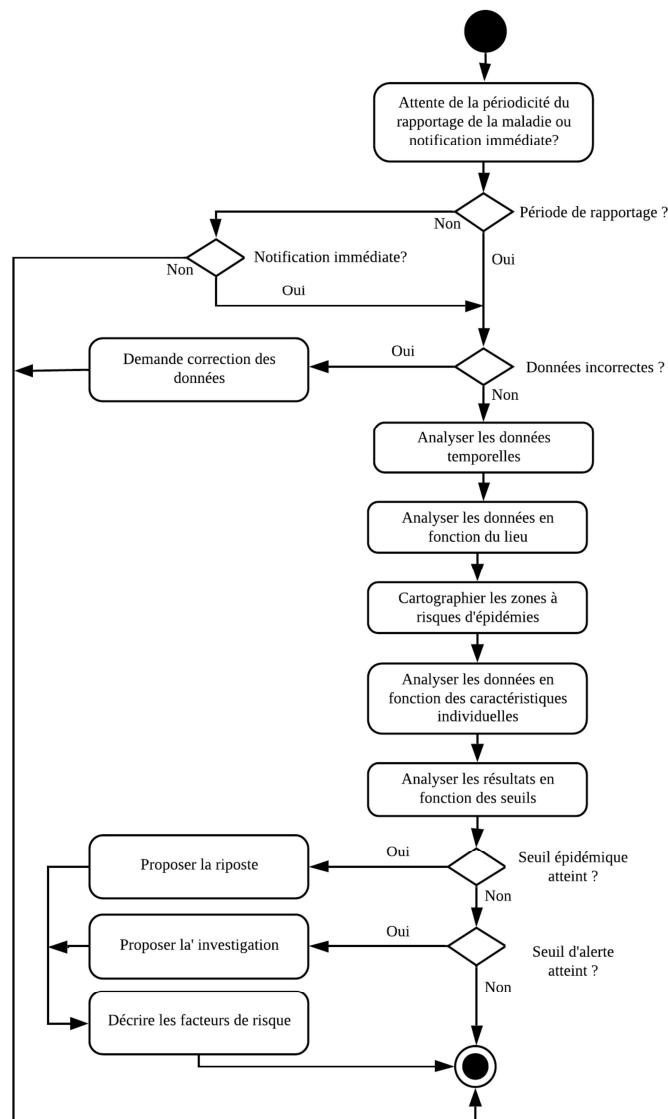 Attente de la périodicité du
rapportage de la maladie ou
notification immédiate?
Période de rapportage ?
Non
Oui
Notification immédiate?
Non
Oui
Données incorrectes ?
Oui
Non
Demande correction des
données
Analyser les données
temporelles
Analyser les données en
fonction du lieu
Cartographier les zones à
risques d'épidémies
Analyser les données en
fonction des caractéristiques
individuelles
Analyser les résultats en
fonction des seuils
Seuil épidémique
atteint ?
Oui
Non
Proposer la riposte
Seuil d'alerte
atteint ?
Oui
Non
Proposer la' investigation
Décrire les facteurs de risque